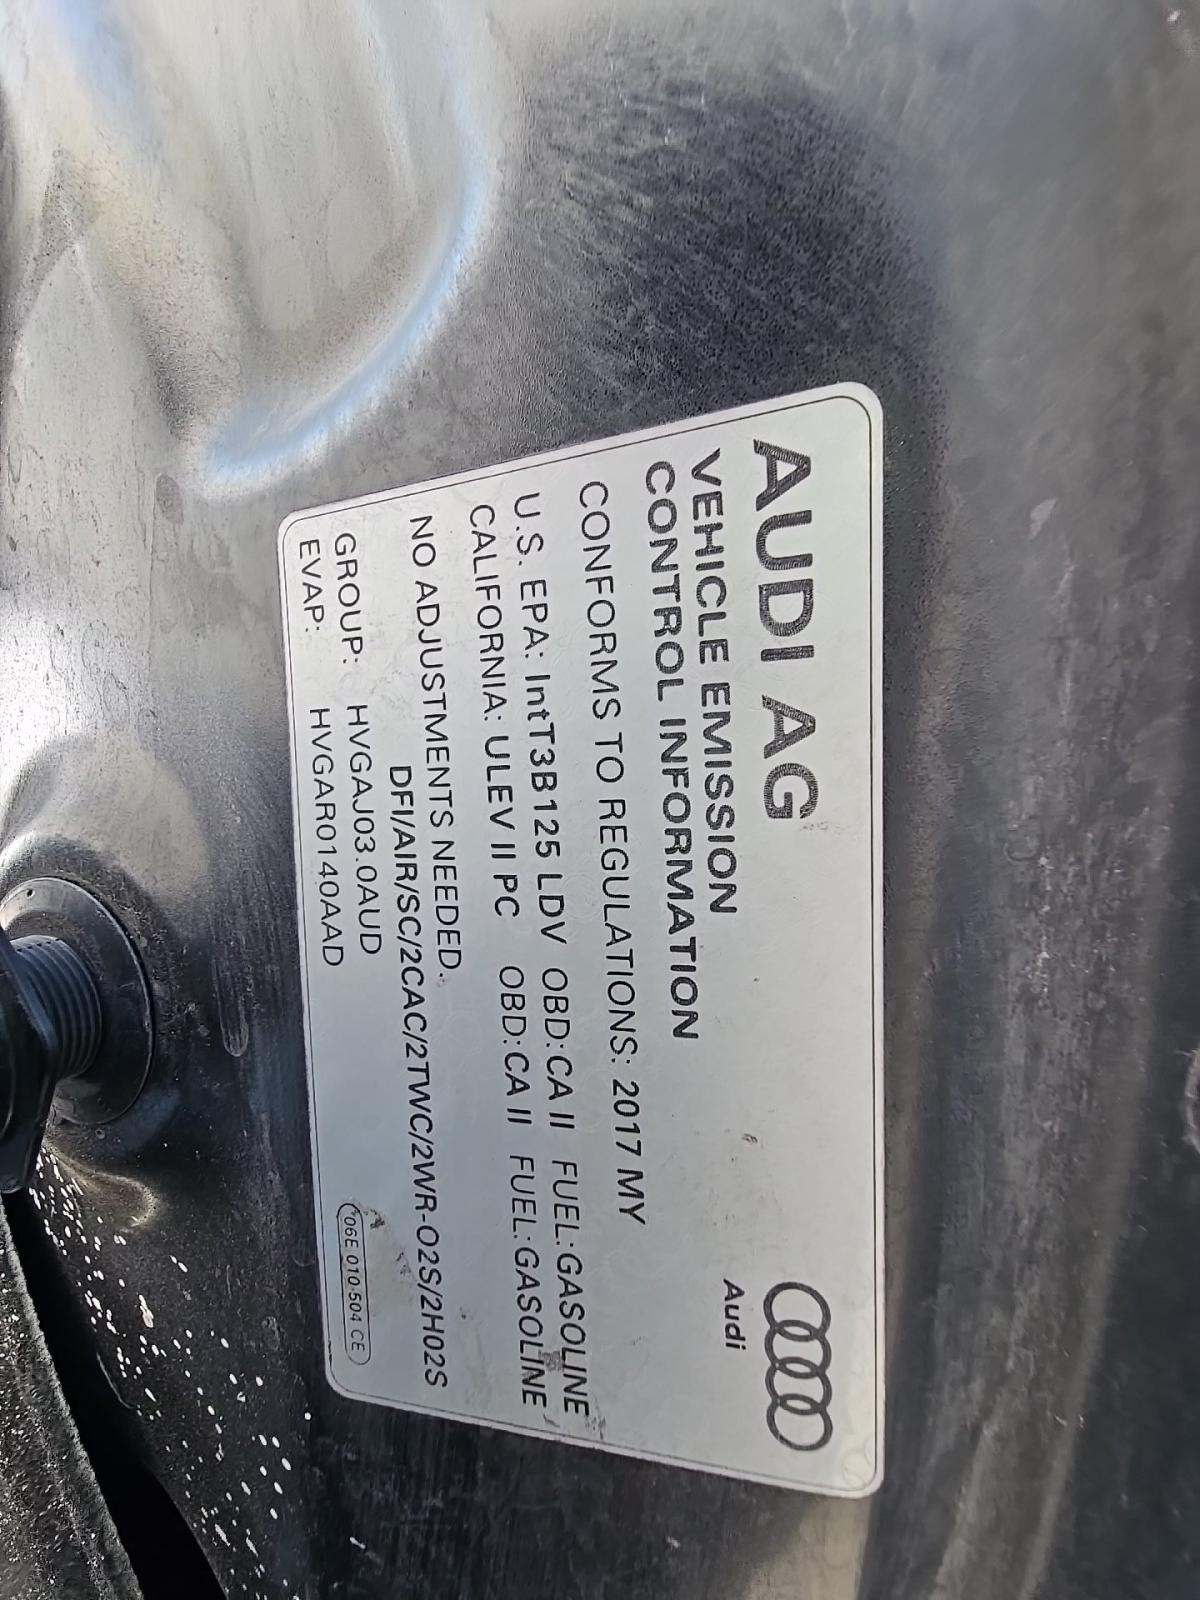 AUDI AG
VEHICLE EMISSION
CONTROL INFORMATION
Audi
CONFORMS TO REGULATIONS: 2017 MY
U.S. EPA: IntT3B125 LDV OBD:CA II FUEL:GASOLINE
CALIFORNIA: ULEV II PC OBD:CA II FUEL:GASOLINE
NO ADJUSTMENTS NEEDED.
DFI/AIR/SC/2CAC/2TWC/2WR-O2S/2HO2S
GROUP: HVGAJ03.0AUD
EVAP: HVGAR0140AAD
06E 010 504 CE